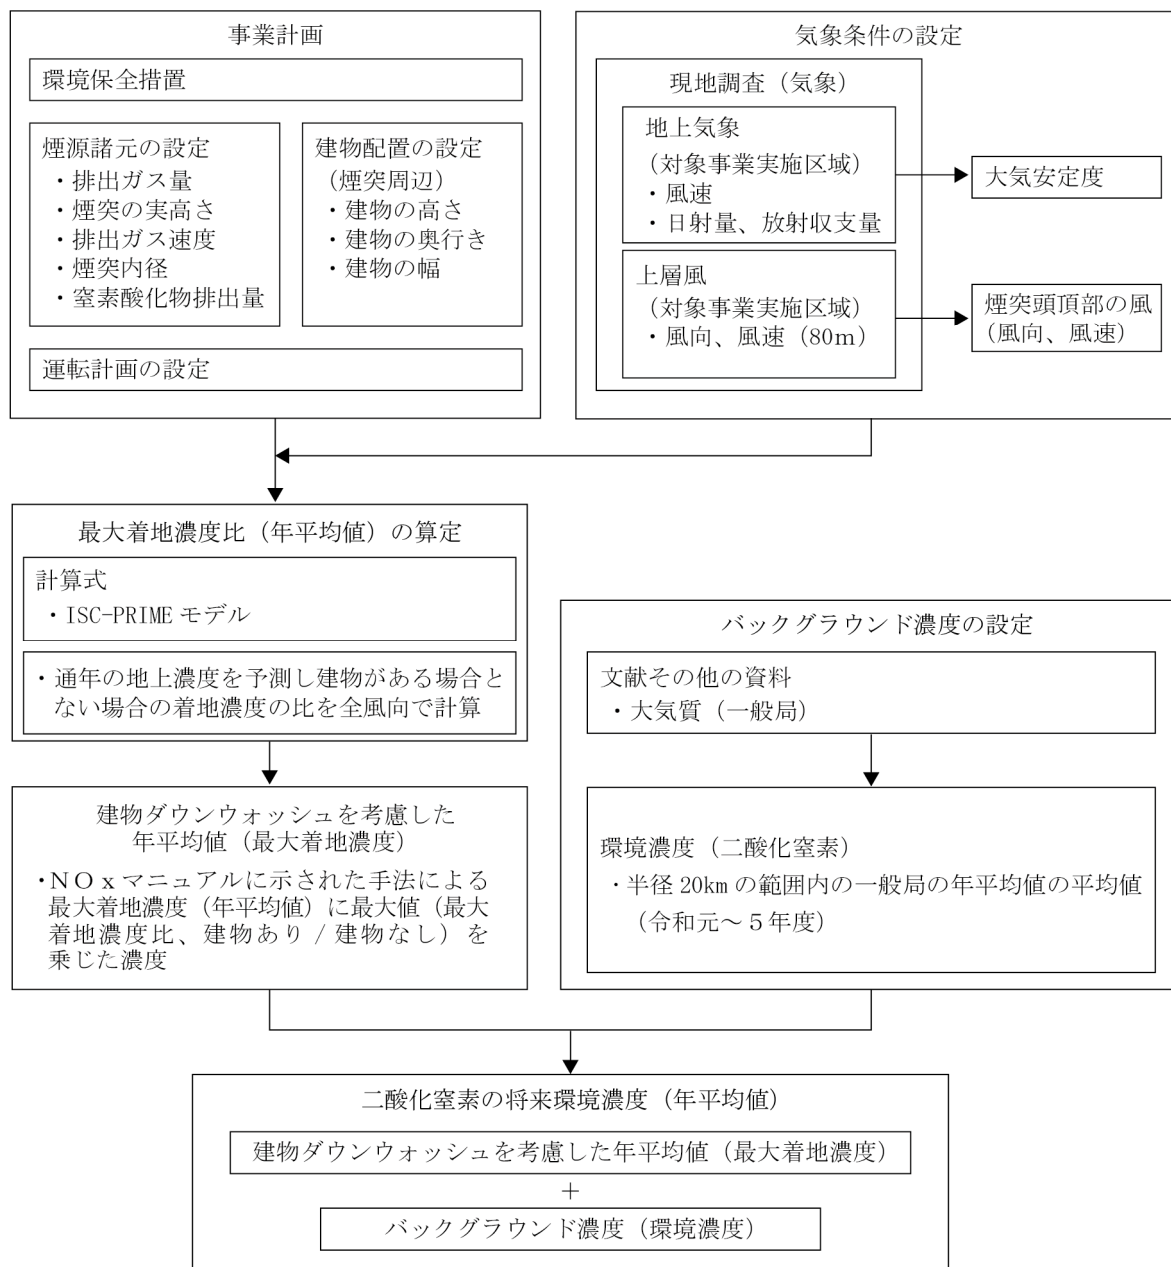 事業計画
環境保全措置
煙源諸元の設定
・排出ガス量
・煙突の実高さ
・排出ガス速度
・煙突内径
・窒素酸化物排出量
建物配置の設定
（煙突周辺）
・建物の高さ
・建物の奥行き
・建物の幅
運転計画の設定
気象条件の設定
現地調査（気象）
地上気象
（対象事業実施区域）
・風速
・日射量、放射収支量
大気安定度
上層風
（対象事業実施区域）
・風向、風速（80ｍ）
煙突頭頂部の風
（風向、風速）
最大着地濃度比（年平均値）の算定
計算式
・ISC-PRIME モデル
・通年の地上濃度を予測し建物がある場合と
ない場合の着地濃度の比を全風向で計算
建物ダウンウォッシュを考慮した
年平均値（最大着地濃度）
・ＮＯｘマニュアルに示された手法による
最大着地濃度（年平均値）に最大値（最大
着地濃度比、建物あり / 建物なし）を
乗じた濃度
バックグラウンド濃度の設定
文献その他の資料
・大気質（一般局）
環境濃度（二酸化窒素）
・半径 20km の範囲内の一般局の年平均値の平均値
（令和元～５年度）
二酸化窒素の将来環境濃度（年平均値）
建物ダウンウォッシュを考慮した年平均値（最大着地濃度）
＋
バックグラウンド濃度（環境濃度）